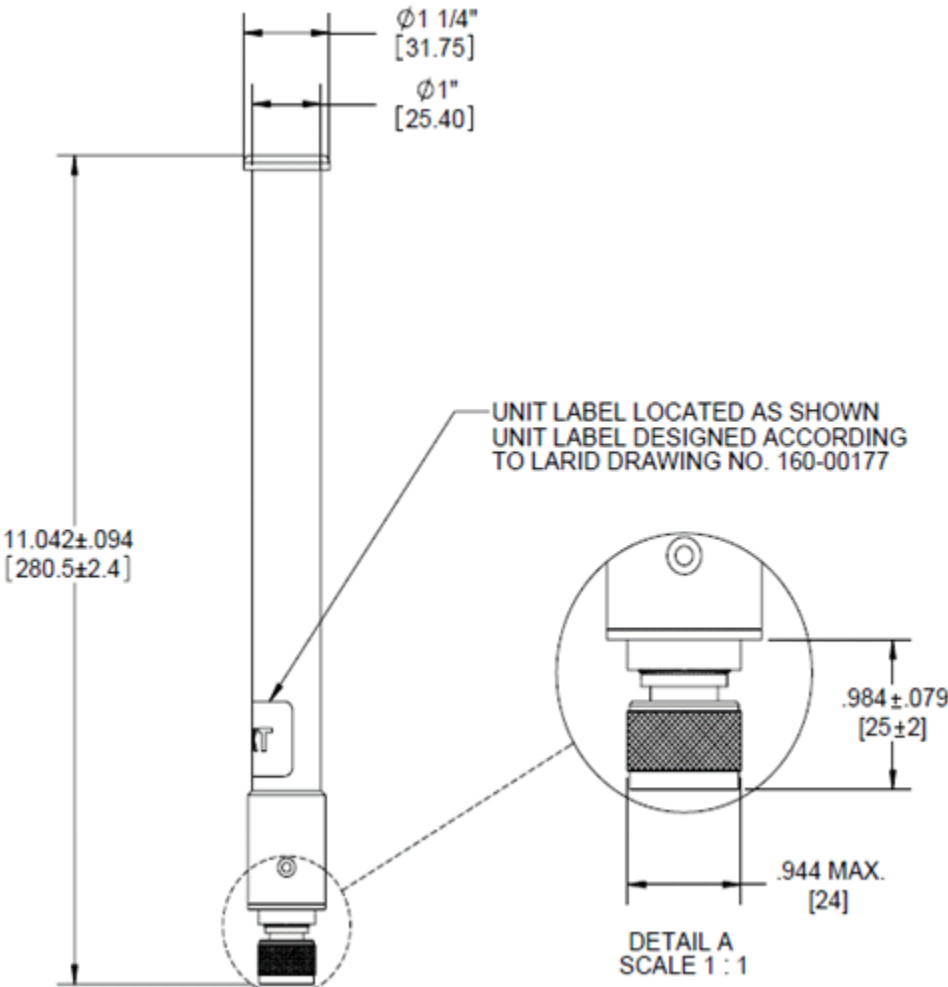 Ø1 1/4"
[31.75]
Ø1"
[25.40]
UNIT LABEL LOCATED AS SHOWN
UNIT LABEL DESIGNED ACCORDING
TO LARID DRAWING NO. 160-00177
11.042±.094
[280.5±2.4]
.984±.079
[25±2]
.944 MAX.
[24]
DETAIL A
SCALE 1 : 1